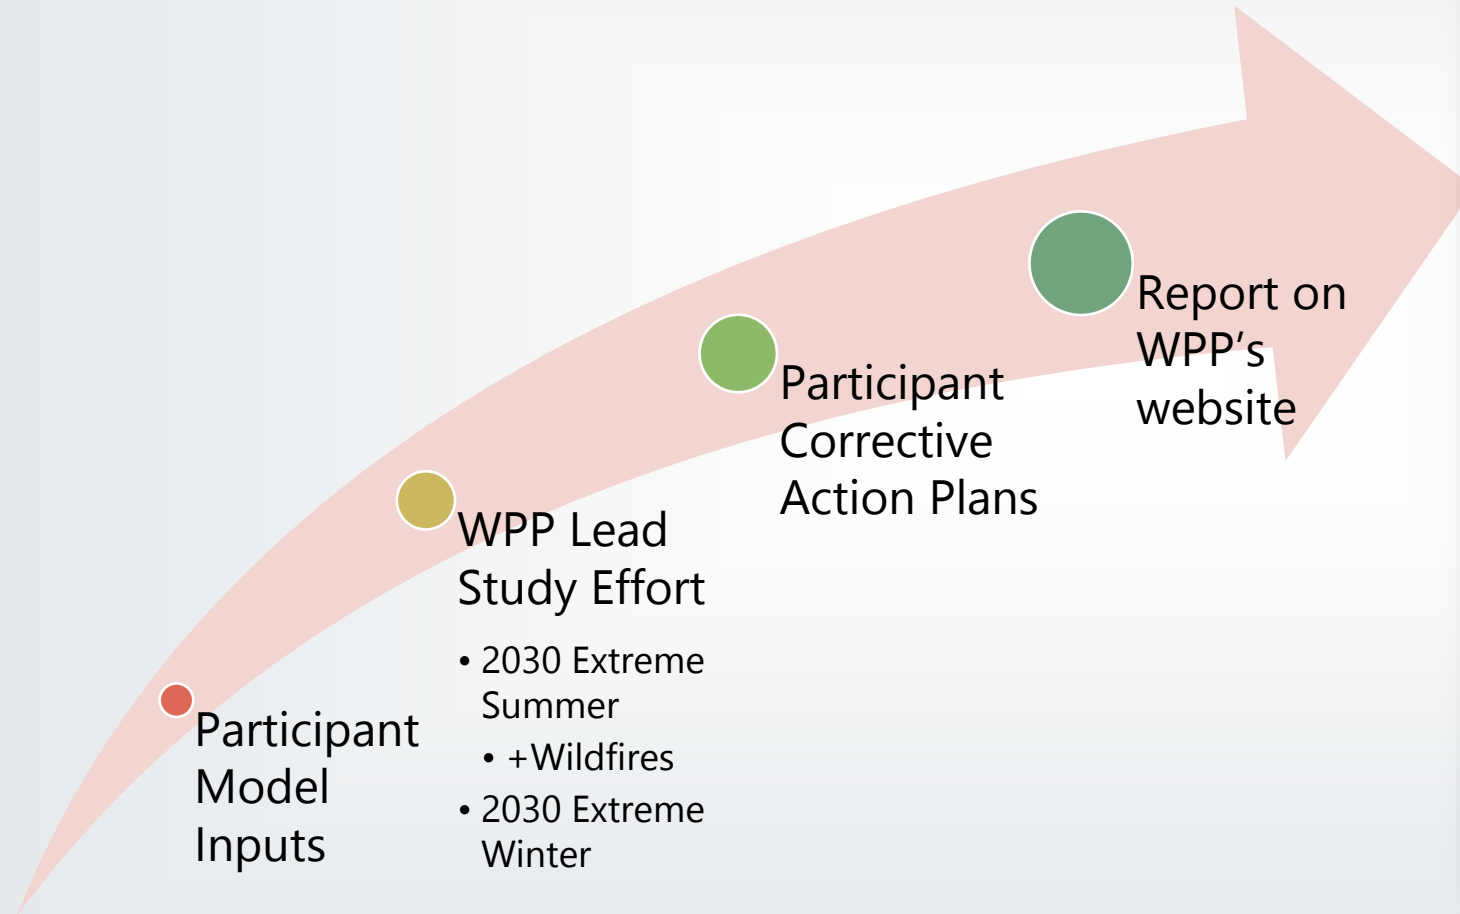 Participant
Model
Inputs
WPP Lead
Study Effort
• 2030 Extreme
Summer
• +Wildfires
• 2030 Extreme
Winter
Participant
Corrective
Action Plans
Report on
WPP’s
website